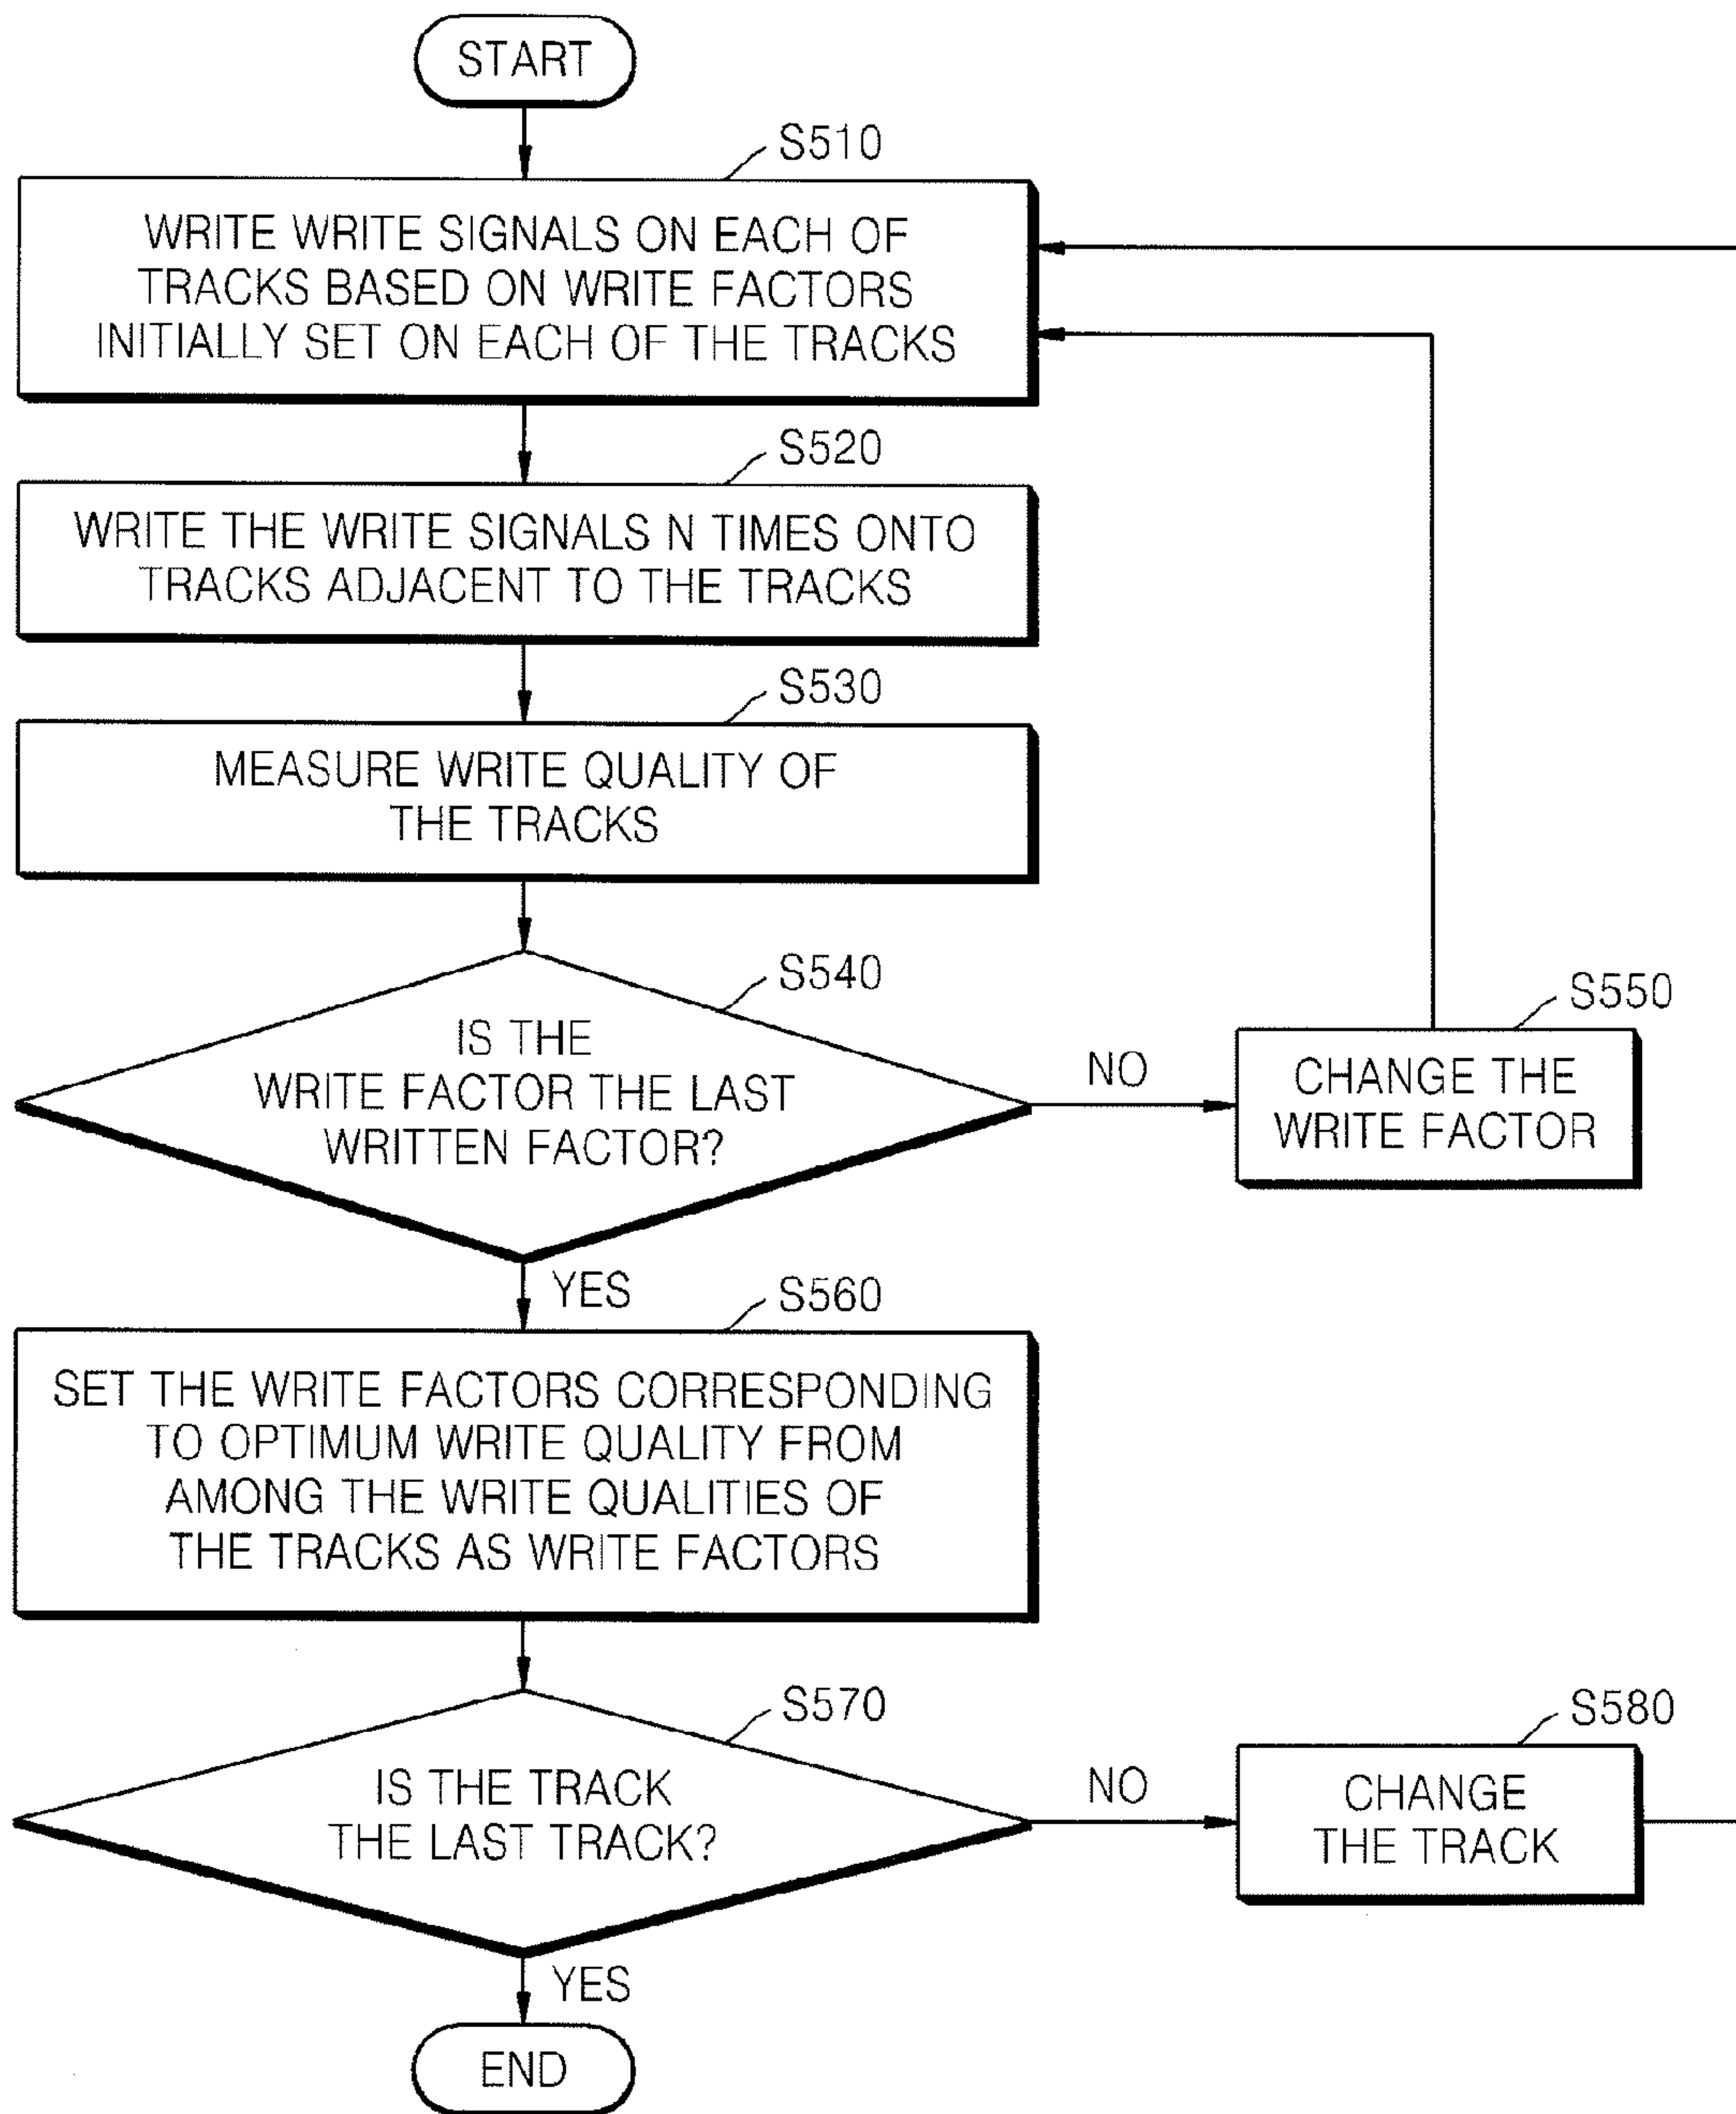 START
S510
WRITE WRITE SIGNALS ON EACH OF
TRACKS BASED ON WRITE FACTORS
INITIALLY SET ON EACH OF THE TRACKS
S520
WRITE THE WRITE SIGNALS N TIMES ONTO
TRACKS ADJACENT TO THE TRACKS
S530
MEASURE WRITE QUALITY OF
THE TRACKS
S540
IS THE
WRITE FACTOR THE LAST
WRITTEN FACTOR?
NO
S550
CHANGE THE
WRITE FACTOR
YES
S560
SET THE WRITE FACTORS CORRESPONDING
TO OPTIMUM WRITE QUALITY FROM
AMONG THE WRITE QUALITIES OF
THE TRACKS AS WRITE FACTORS
S570
IS THE TRACK
THE LAST TRACK?
NO
S580
CHANGE
THE TRACK
YES
END